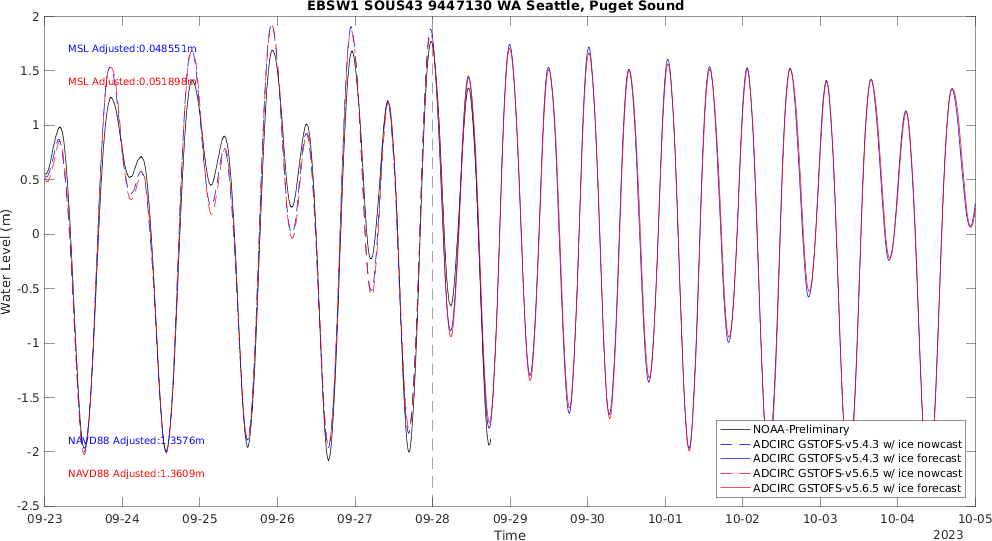 EBSW1 SOUS43 9447130 WA Seattle, Puget Sound
MSL Adjusted:0.048551m
MSL Adjusted:0.051898m
NAVD88 Adjusted:1.3576m
NAVD88 Adjusted:1.3609m
Water Level (m)
2
1.5
1
0.5
0
-0.5
-1
-1.5
-2
-2.5
NOAA-Preliminary
ADCIRC GSTOFS-v5.4.3 w/ ice nowcast
ADCIRC GSTOFS-v5.4.3 w/ ice forecast
ADCIRC GSTOFS-v5.6.5 w/ ice nowcast
ADCIRC GSTOFS-v5.6.5 w/ ice forecast
09-23 09-24 09-25 09-26 09-27 09-28 09-29 09-30 10-01 10-02 10-03 10-04 10-05
Time
2023